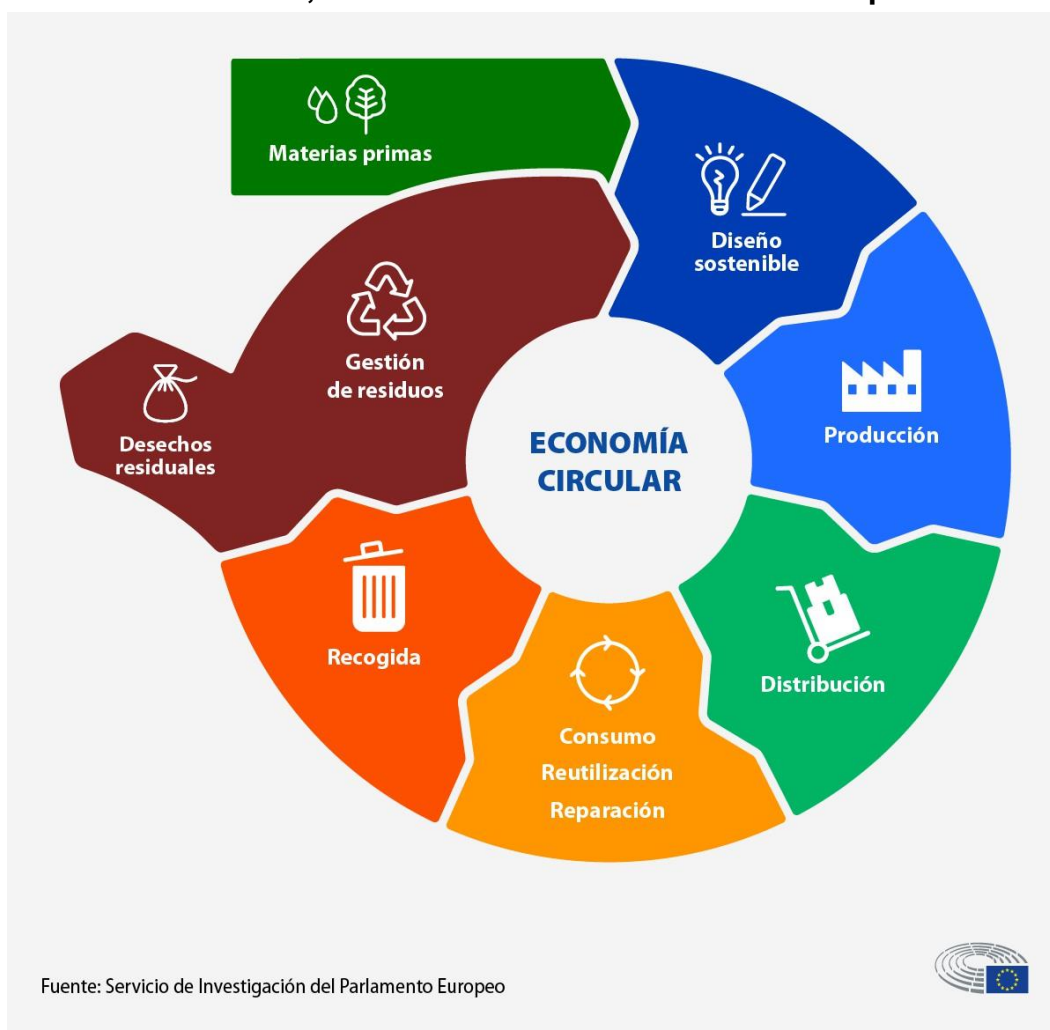 Materias primas
Diseño
sostenible
Producción
Distribución
Consumo
Reutilización
Reparación
Recogida
Gestión
de residuos
Desechos
residuales
ECONOMÍA
CIRCULAR
Fuente: Servicio de Investigación del Parlamento Europeo